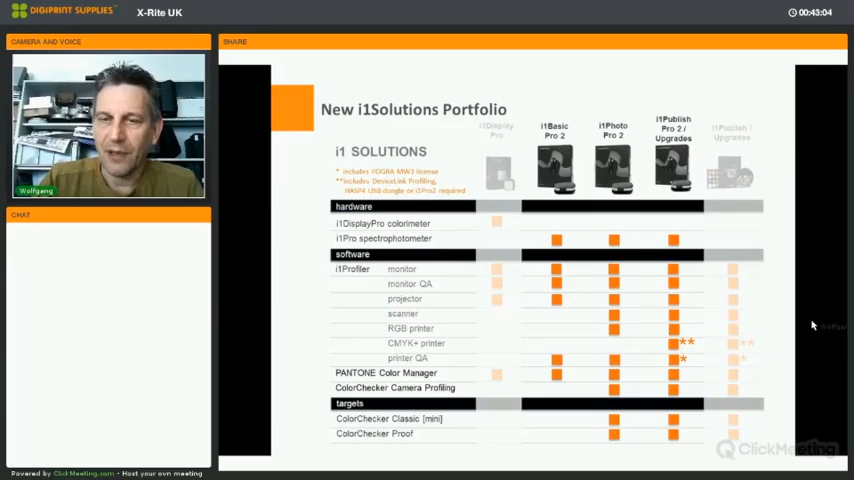 DIGIPRINT SUPPLIES
X-Rite UK
00:43:04
CAMERA AND VOICE
SHARE
Wolfgang
CHAT
New i1Solutions Portfolio
i1Display Pro
i1Basic Pro 2
i1Photo Pro 2
i1Publish Pro 2 / Upgrades
i1Publish / Upgrades
i1 SOLUTIONS
* includes FOGRA MW3 license
**includes DeviceLink Profiling,
HASP4 USB dongle or i1Pro2 required
hardware
i1DisplayPro colorimeter
i1Pro spectrophotometer
software
i1Profiler monitor
monitor QA
projector
scanner
RGB printer
CMYK+ printer ** **
printer QA * *
PANTONE Color Manager
ColorChecker Camera Profiling
targets
ColorChecker Classic [mini]
ColorChecker Proof
ClickMeeting
Powered by ClickMeeting.com - Host your own meeting